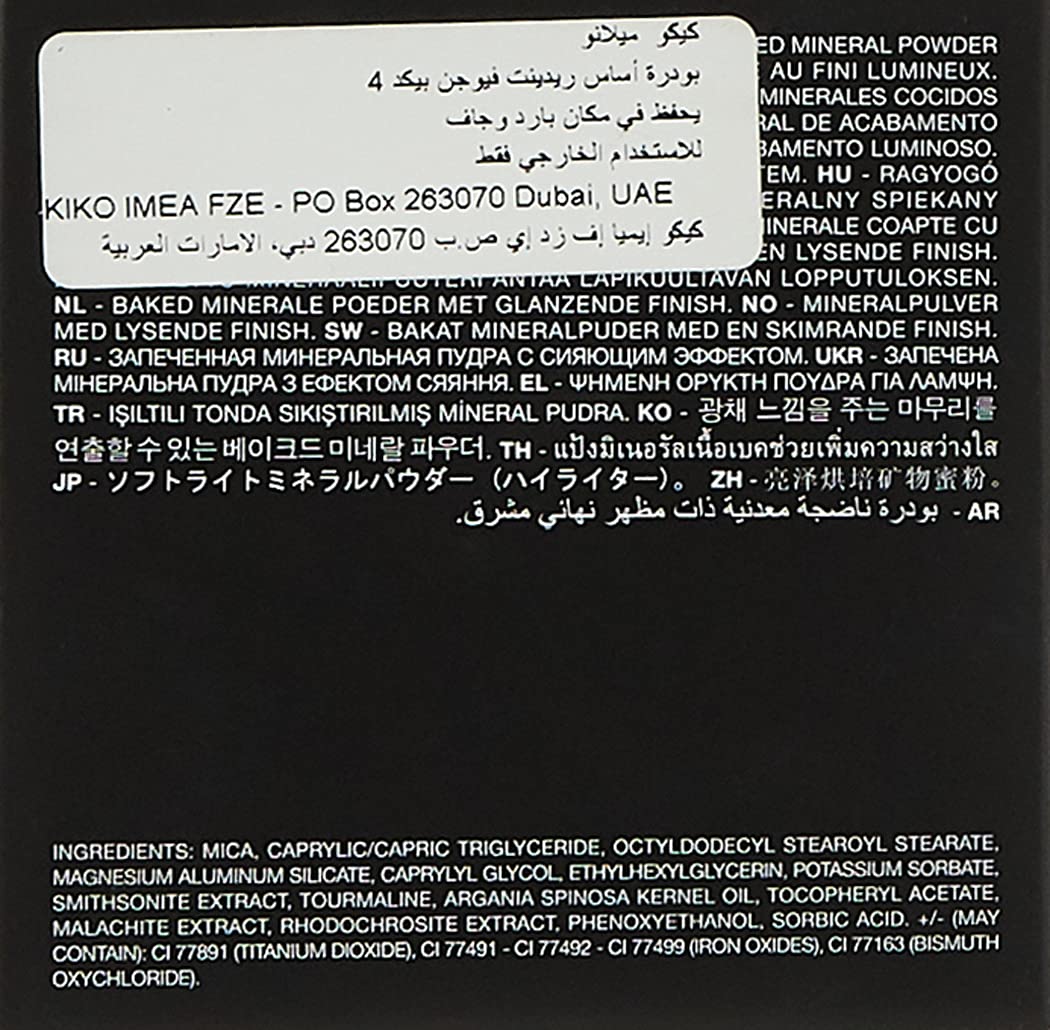 كيكو ميلانو
بودرة أساس ريدينت فيوجن بيكد 4
يحفظ في مكان بارد وجاف
للاستخدام الخارجي فقط
KIKO IMEA FZE - PO Box 263070 Dubai, UAE
كيكو إيميا إف زد إي ص.ب 263070 دبي، الامارات العربية
ED MINERAL POWDER
AU FINI LUMINEUX.
MINERALES COCIDOS
RAL DE ACABAMENTO
BAMENTO LUMINOSO.
TEM. HU - RAGYOGÓ
ERALNY SPIEKANY
INERALE COAPTE CU
EN LYSENDE FINISH.
ANTAA LAPIKUULTAVAN LOPPUTULOKSEN.
NL - BAKED MINERALE POEDER MET GLANZENDE FINISH. NO - MINERALPULVER
MED LYSENDE FINISH. SW - BAKAT MINERALPUDER MED EN SKIMRANDE FINISH.
RU - ЗАПЕЧЕННАЯ МИНЕРАЛЬНАЯ ПУДРА С СИЯЮЩИМ ЭФФЕКТОМ. UKR - ЗАПЕЧЕНА
МІНЕРАЛЬНА ПУДРА З ЕФЕКТОМ СЯЯННЯ. EL - ΨΗΜΕΝΗ ΟΡΥΚΤΗ ΠΟΥΔΡΑ ΓΙΑ ΛΑΜΨΗ.
TR - IŞILTILI TONDA SIKIŞTIRILMIŞ MİNERAL PUDRA. KO - 광채 느낌을 주는 마무리를
연출할 수 있는 베이크드 미네랄 파우더. TH - แป้งมิเนอรัลเนื้อเบคช่วยเพิ่มความสว่างใส
JP - ソフトライトミネラルパウダー（ハイライター）。 ZH - 亮泽烘培矿物蜜粉。
AR - بودرة ناضجة معدنية ذات مظهر نهائي مشرق.
INGREDIENTS: MICA, CAPRYLIC/CAPRIC TRIGLYCERIDE, OCTYLDODECYL STEAROYL STEARATE,
MAGNESIUM ALUMINUM SILICATE, CAPRYLYL GLYCOL, ETHYLHEXYLGLYCERIN, POTASSIUM SORBATE,
SMITHSONITE EXTRACT, TOURMALINE, ARGANIA SPINOSA KERNEL OIL, TOCOPHERYL ACETATE,
MALACHITE EXTRACT, RHODOCHROSITE EXTRACT, PHENOXYETHANOL, SORBIC ACID. +/- (MAY
CONTAIN): CI 77891 (TITANIUM DIOXIDE), CI 77491 - CI 77492 - CI 77499 (IRON OXIDES), CI 77163 (BISMUTH
OXYCHLORIDE).